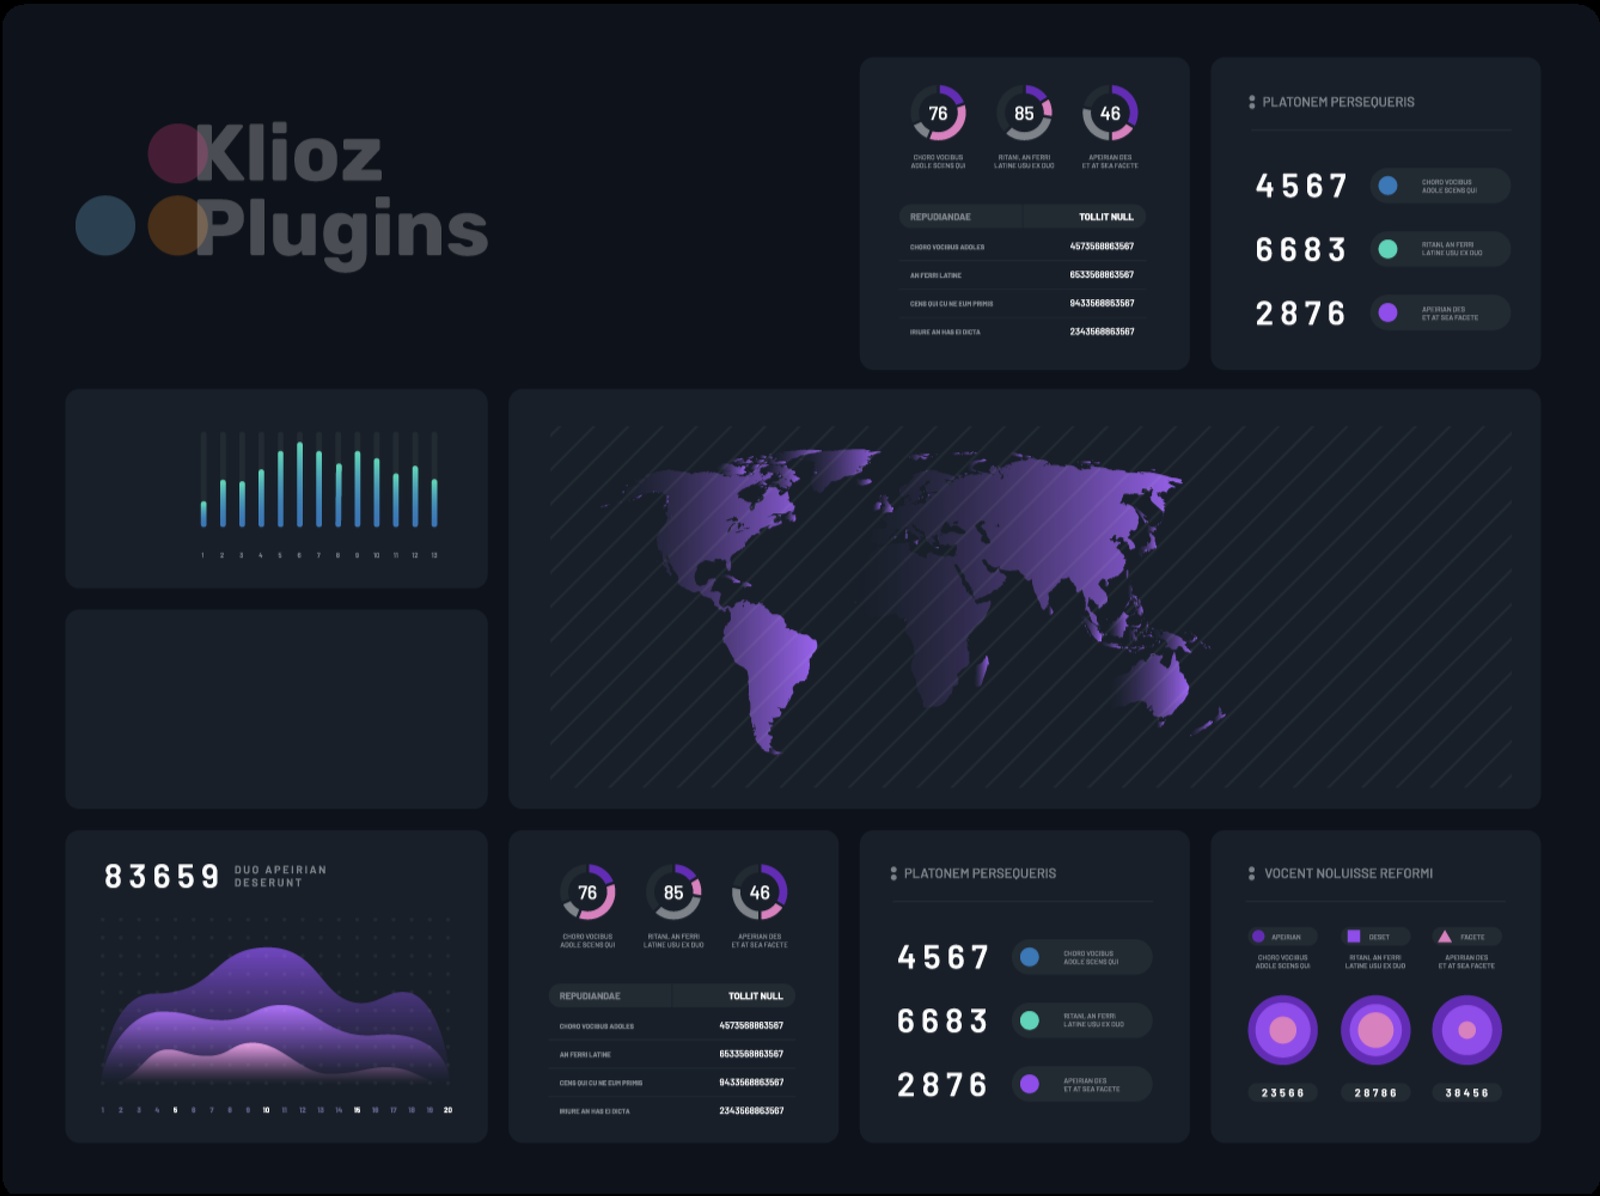 Klioz
Plugins
76
85
46
CHORO VOCIBUS
ADOLE SCENS QUI
RITANI, AN FERRI
LATINE USU EX DUO
APEIRIAN DES
ET AT SEA FACETE
REPUDIANDAE TOLLIT NULL
CHORO VOCIBUS ADOLES 4573568863567
AN FERRI LATINE 6533568863567
CENS QUI CU NE EUM PRIMIS 9433568863567
IRIURE AN HAS EI DICTA 2343568863567
PLATONEM PERSEQUERIS
4567
CHORO VOCIBUS
ADOLE SCENS QUI
6683
RITANI, AN FERRI
LATINE USU EX DUO
2876
APEIRIAN DES
ET AT SEA FACETE
1 2 3 4 5 6 7 8 9 10 11 12 13
83659
DUO APEIRIAN
DESERUNT
1 2 3 4 5 6 7 8 9 10 11 12 13 14 15 16 17 18 19 20
76
85
46
CHORO VOCIBUS
ADOLE SCENS QUI
RITANI, AN FERRI
LATINE USU EX DUO
APEIRIAN DES
ET AT SEA FACETE
REPUDIANDAE TOLLIT NULL
CHORO VOCIBUS ADOLES 4573568863567
AN FERRI LATINE 6533568863567
CENS QUI CU NE EUM PRIMIS 9433568863567
IRIURE AN HAS EI DICTA 2343568863567
PLATONEM PERSEQUERIS
4567
CHORO VOCIBUS
ADOLE SCENS QUI
6683
RITANI, AN FERRI
LATINE USU EX DUO
2876
APEIRIAN DES
ET AT SEA FACETE
VOCENT NOLUISSE REFORMI
APEIRIAN
DESET
FACETE
CHORO VOCIBUS
ADOLE SCENS QUI
RITANI, AN FERRI
LATINE USU EX DUO
APEIRIAN DES
ET AT SEA FACETE
23566
28786
38456